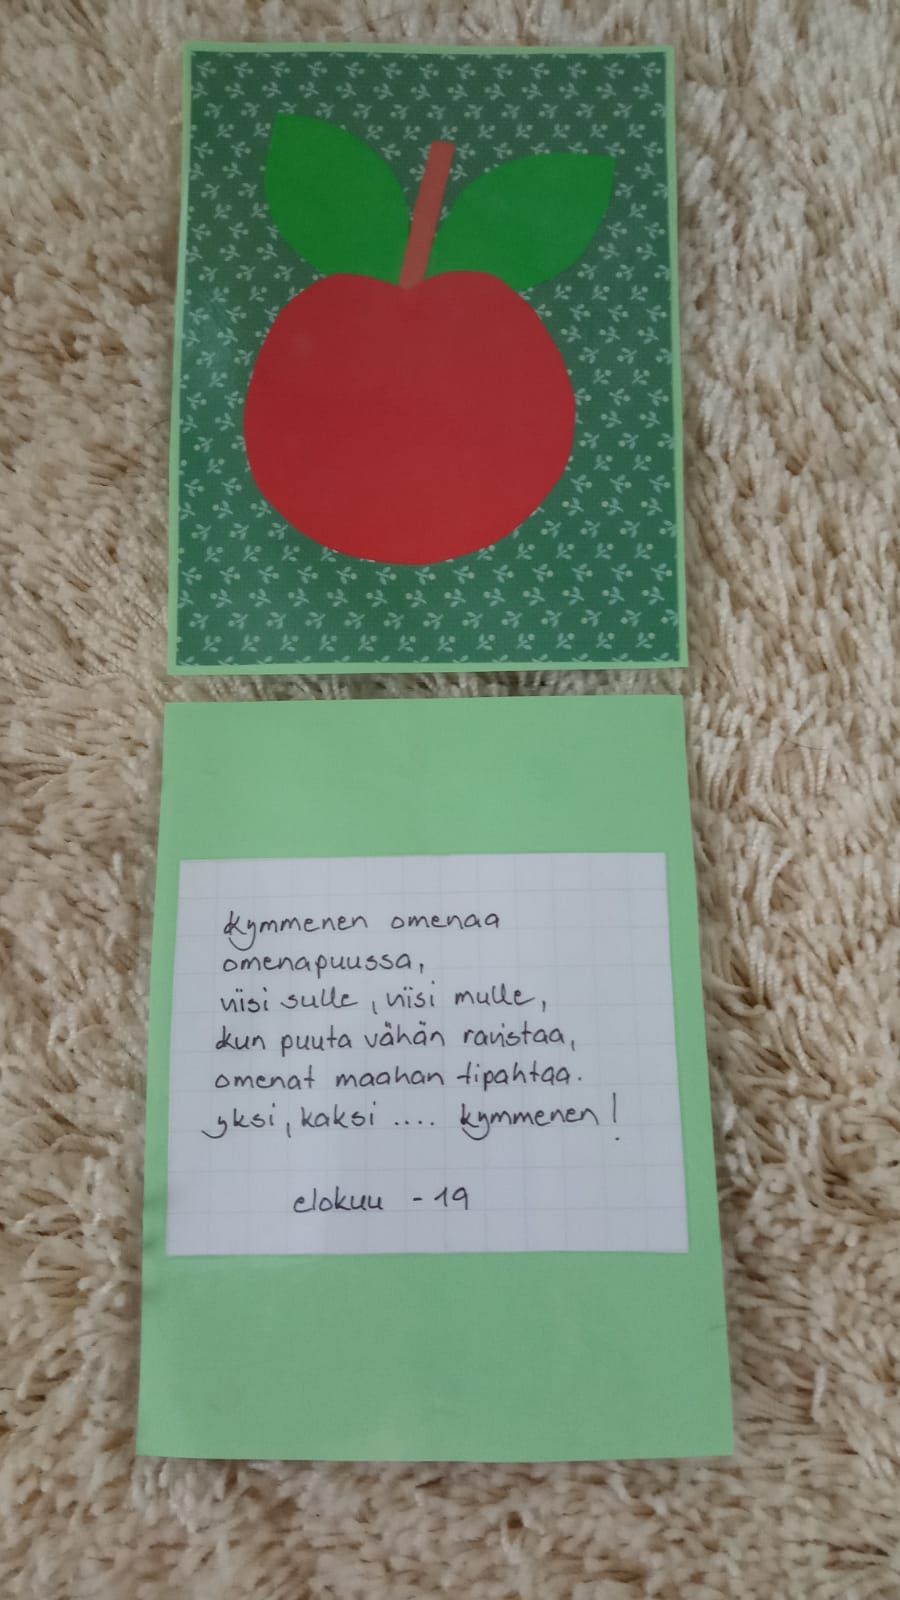 kymmenen omenaa
omenapuussa,
viisi sulle, viisi mulle,
kun puuta vähän ravistaa,
omenat maahan tipahtaa.
yksi, kaksi .... kymmenen!
elokuu - 19